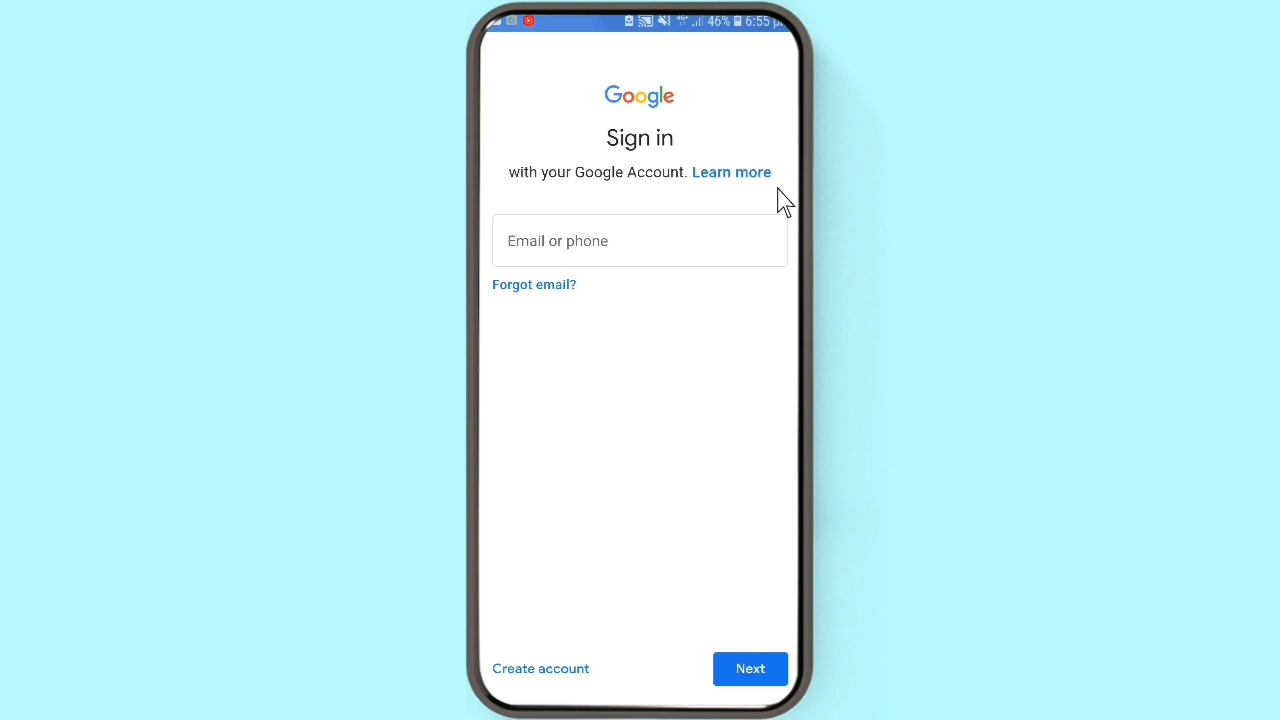 46% 6:55
Google
Sign in
with your Google Account. Learn more
Email or phone
Forgot email?
Create account
Next